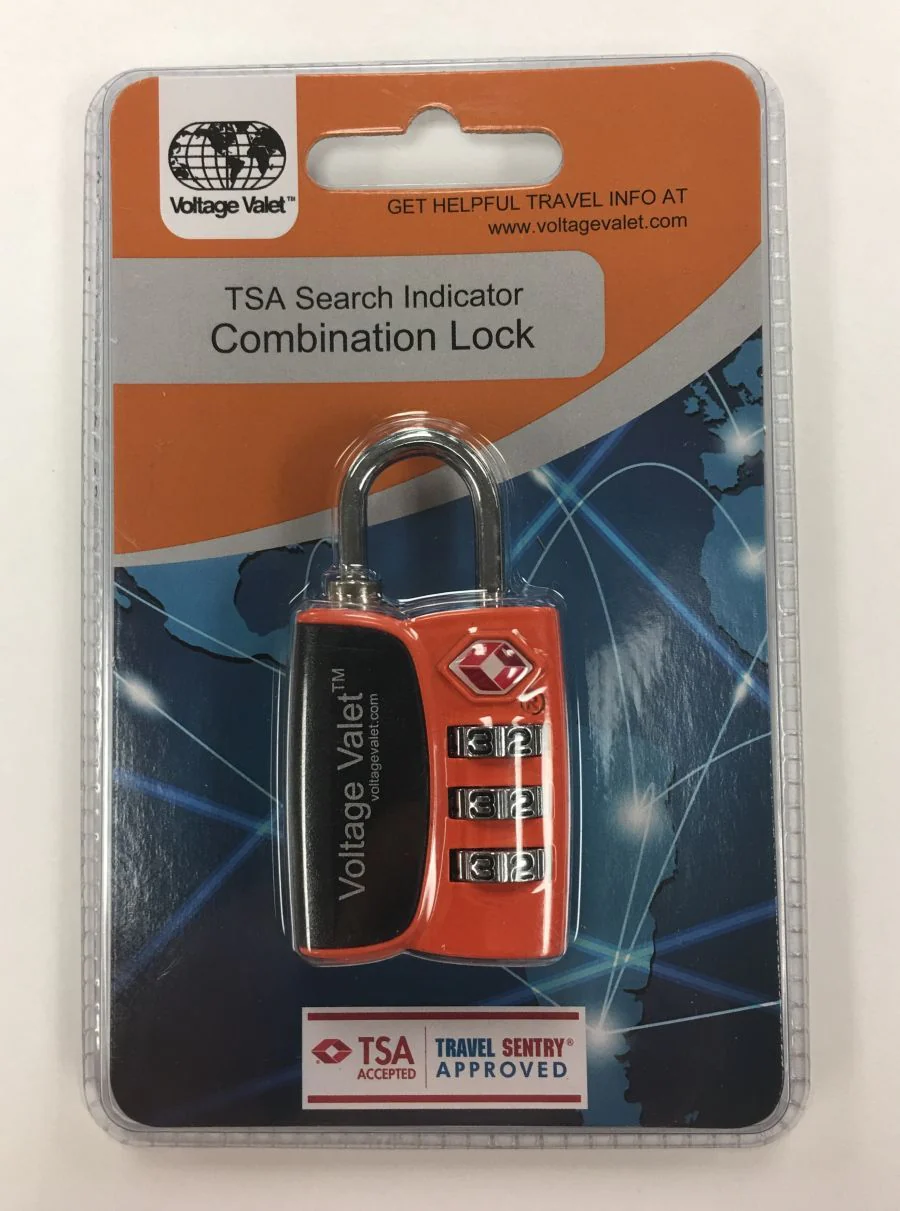 Voltage Valet™
GET HELPFUL TRAVEL INFO AT
www.voltagevalet.com
TSA Search Indicator
Combination Lock
Voltage Valet™
voltagevalet.com
®
3 2
3 2
3 2
TSA
ACCEPTED
TRAVEL SENTRY®
APPROVED